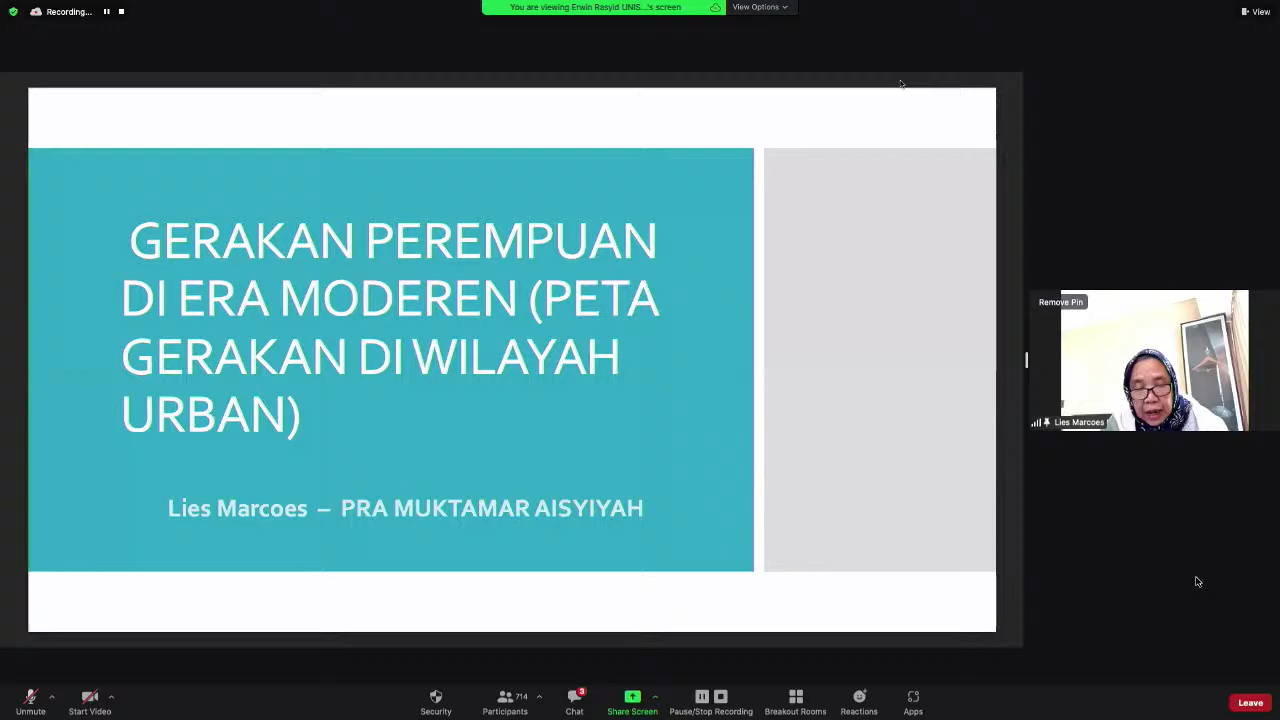 Recording...
You are viewing Erwin Rasyid UNIS...'s screen
View Options
View
GERAKAN PEREMPUAN
DI ERA MODEREN (PETA
GERAKAN DI WILAYAH
URBAN)
Lies Marcoes – PRA MUKTAMAR AISYIYAH
Remove Pin
Lies Marcoes
Unmute
Start Video
Security
714
Participants
3
Chat
Share Screen
Pause/Stop Recording
Breakout Rooms
Reactions
Apps
Leave